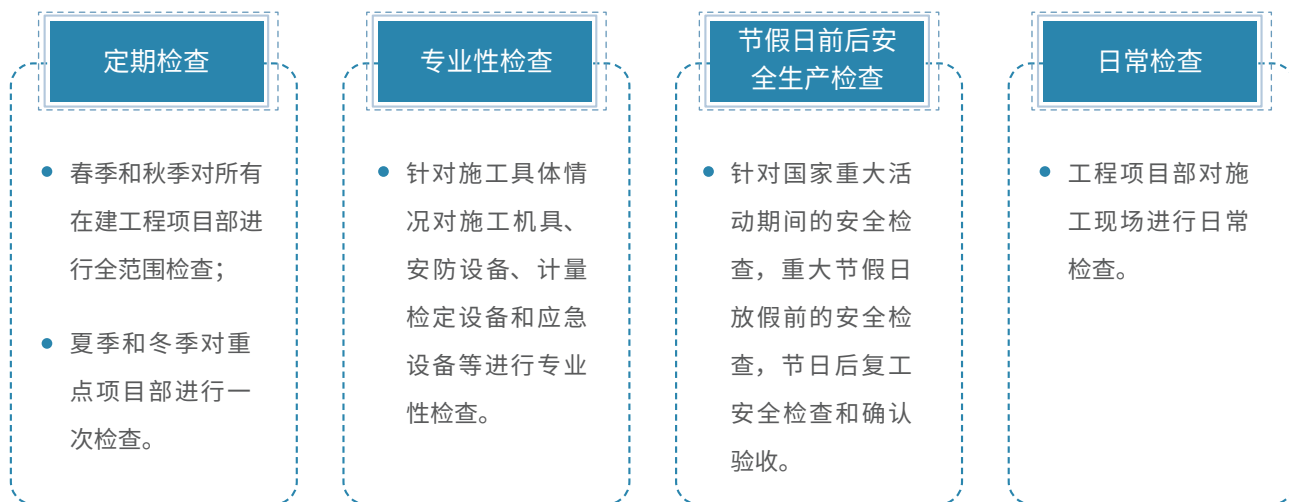 定期检查
春季和秋季对所有
在建工程项目部进
行全范围检查；
夏季和冬季对重
点项目部进行一
次检查。
专业性检查
针对施工具体情
况对施工机具、
安防设备、计量
检定设备和应急
设备等进行专业
性检查。
节假日前后安
全生产检查
针对国家重大活
动期间的安全检
查，重大节假日
放假前的安全检
查，节日后复工
安全检查和确认
验收。
日常检查
工程项目部对施
工现场进行日常
检查。